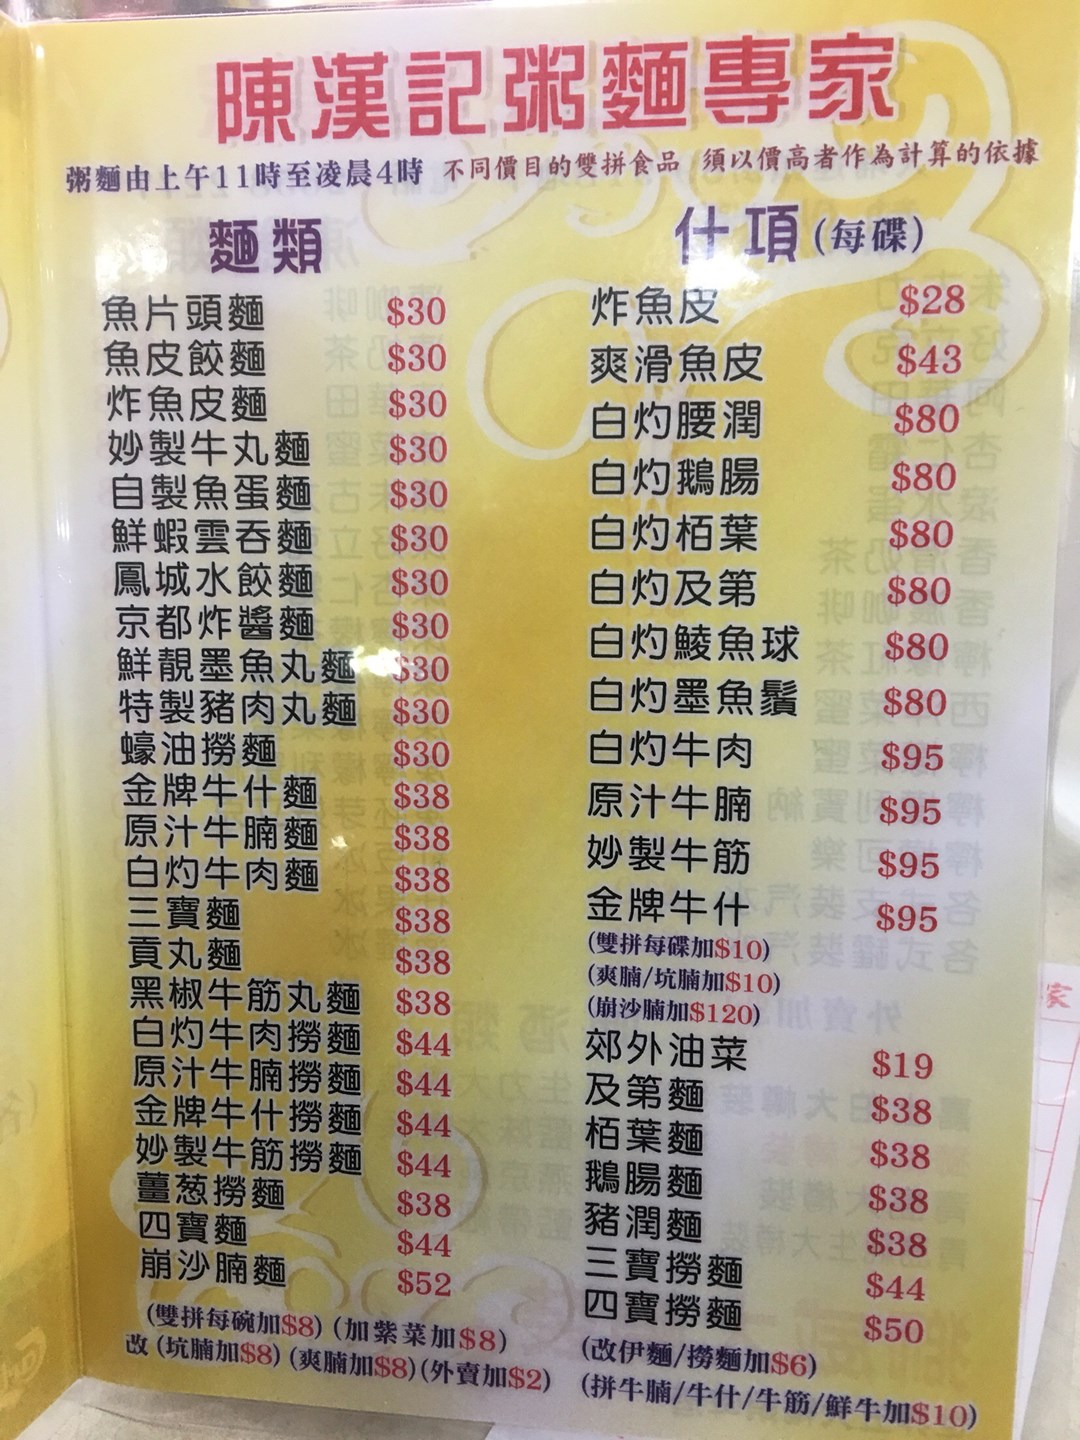 陳漢記粥麵專家
粥麵由上午11時至凌晨4時 不同價目的雙拼食品 須以價高者作為計算的依據
麵類
魚片頭麵 $30
魚皮餃麵 $30
炸魚皮麵 $30
妙製牛丸麵 $30
自製魚蛋麵 $30
鮮蝦雲吞麵 $30
鳳城水餃麵 $30
京都炸醬麵 $30
鮮靚墨魚丸麵 $30
特製豬肉丸麵 $30
蠔油撈麵 $30
金牌牛什麵 $38
原汁牛腩麵 $38
白灼牛肉麵 $38
三寶麵 $38
貢丸麵 $38
黑椒牛筋丸麵 $38
白灼牛肉撈麵 $44
原汁牛腩撈麵 $44
金牌牛什撈麵 $44
妙製牛筋撈麵 $44
薑葱撈麵 $38
四寶麵 $44
崩沙腩麵 $52
(雙拼每碗加$8) (加紫菜加$8)
改 (坑腩加$8) (爽腩加$8) (外賣加$2)
什項 (每碟)
炸魚皮 $28
爽滑魚皮 $43
白灼腰潤 $80
白灼鵝腸 $80
白灼栢葉 $80
白灼及第 $80
白灼鯪魚球 $80
白灼墨魚鬚 $80
白灼牛肉 $95
原汁牛腩 $95
妙製牛筋 $95
金牌牛什 $95
(雙拼每碟加$10)
(爽腩/坑腩加$10)
(崩沙腩加$120)
郊外油菜 $19
及第麵 $38
栢葉麵 $38
鵝腸麵 $38
豬潤麵 $38
三寶撈麵 $44
四寶撈麵 $50
(改伊麵/撈麵加$6)
(拼牛腩/牛什/牛筋/鮮牛加$10)
家